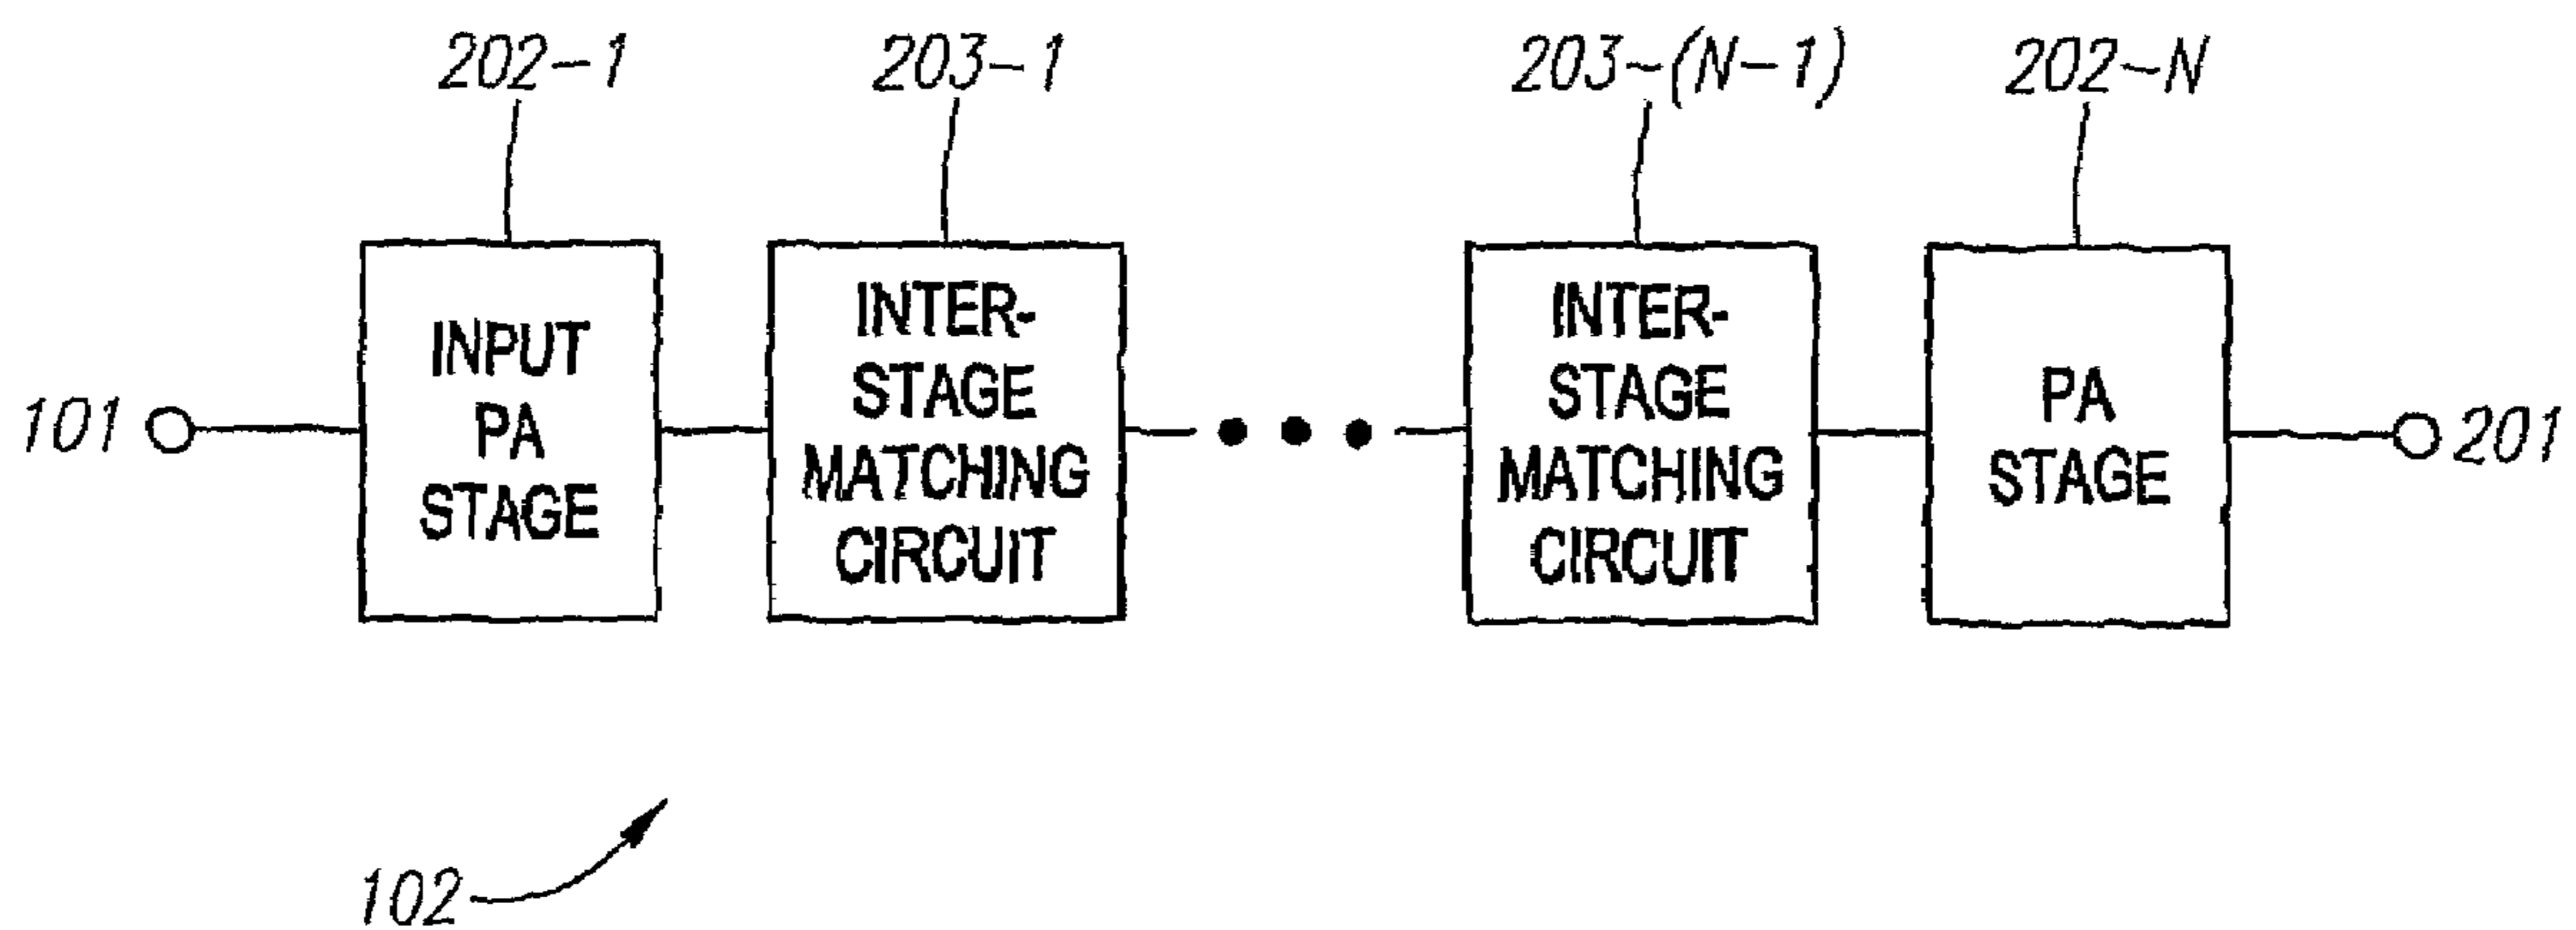 202-1
203-1
203-(N-1)
202-N
INPUT
PA
STAGE
INTER-
STAGE
MATCHING
CIRCUIT
INTER-
STAGE
MATCHING
CIRCUIT
PA
STAGE
101
201
102